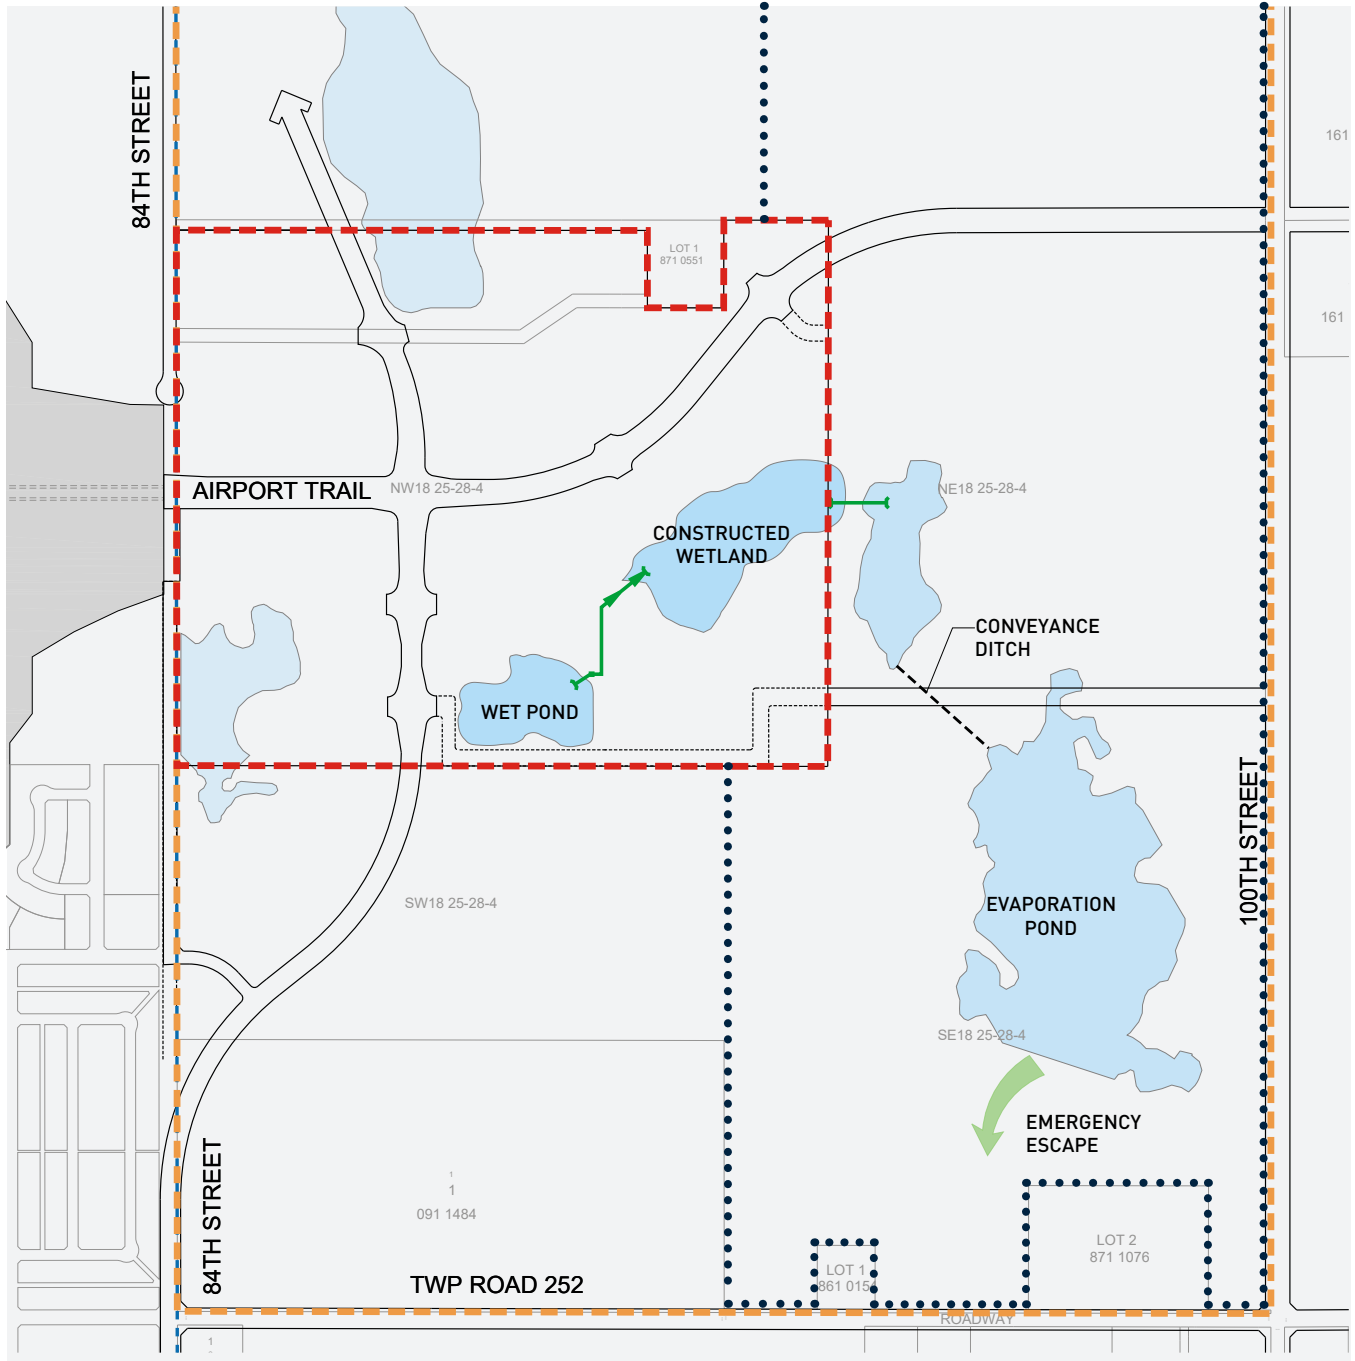 84TH STREET
161
LOT 1
871 0551
161
AIRPORT TRAIL
NW18 25-28-4
NE18 25-28-4
CONSTRUCTED
WETLAND
CONVEYANCE
DITCH
WET POND
100TH STREET
SW18 25-28-4
EVAPORATION
POND
SE18 25-28-4
EMERGENCY
ESCAPE
84TH STREET
1
1
091 1484
LOT 2
871 1076
LOT 1
861 015
TWP ROAD 252
ROADWAY
1